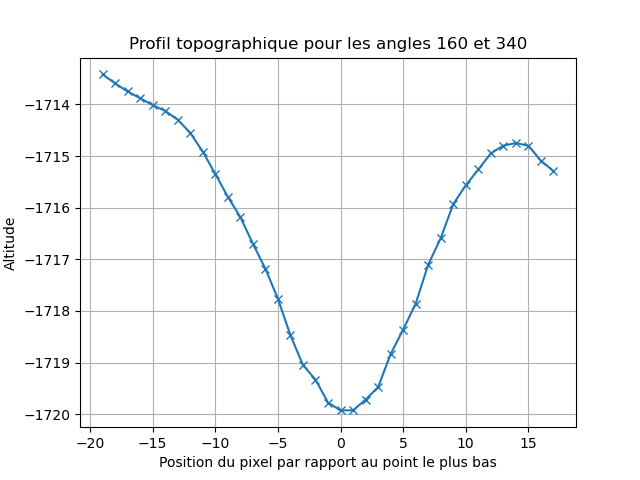 Profil topographique pour les angles 160 et 340
Altitude
−1714
−1715
−1716
−1717
−1718
−1719
−1720
−20 −15 −10 −5 0 5 10 15
Position du pixel par rapport au point le plus bas